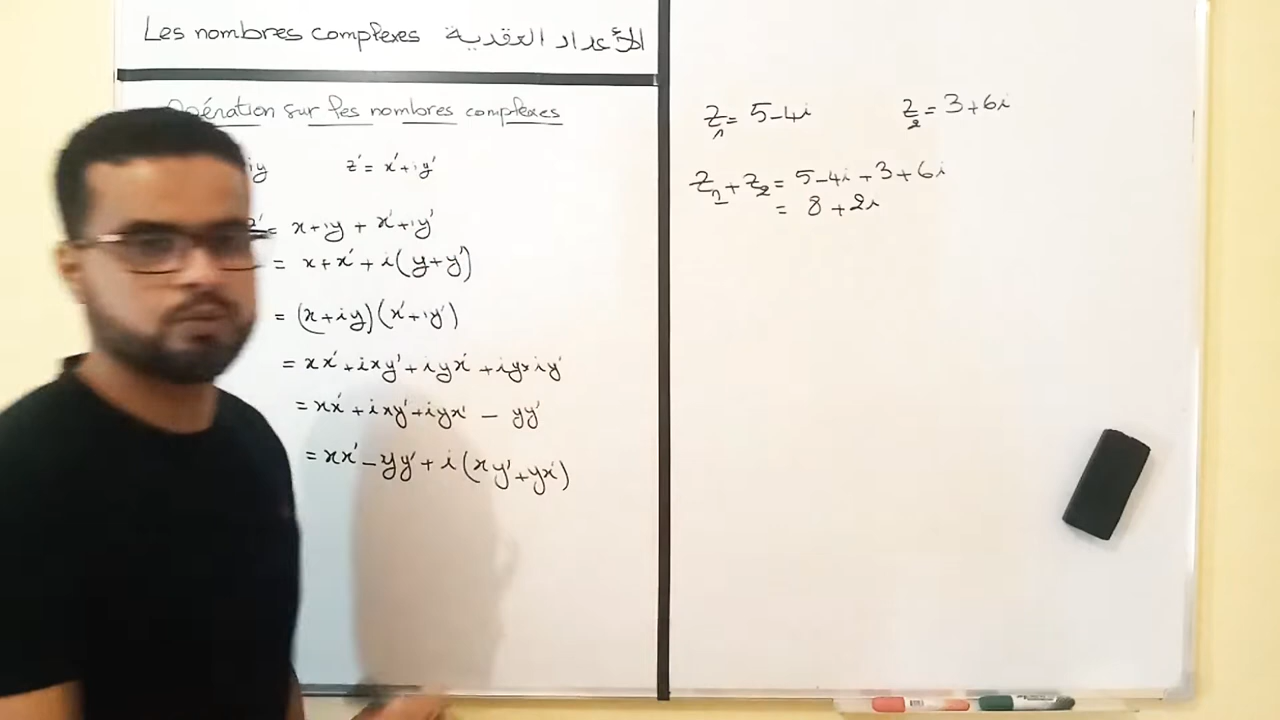 Les nombres complexes الأعداد العقدية
Opération sur les nombres complexes
iy z' = x'+iy'
z' = x+iy + x'+iy'
= x+x'+i(y+y')
= (x+iy)(x'+iy')
= xx'+ixy'+iyx'+iy×iy'
= xx'+ixy'+iyx' - yy'
= xx'-yy'+i(xy'+yx')
z₁= 5-4i z₂= 3+6i
z₁+z₂= 5-4i+3+6i
= 8+2i